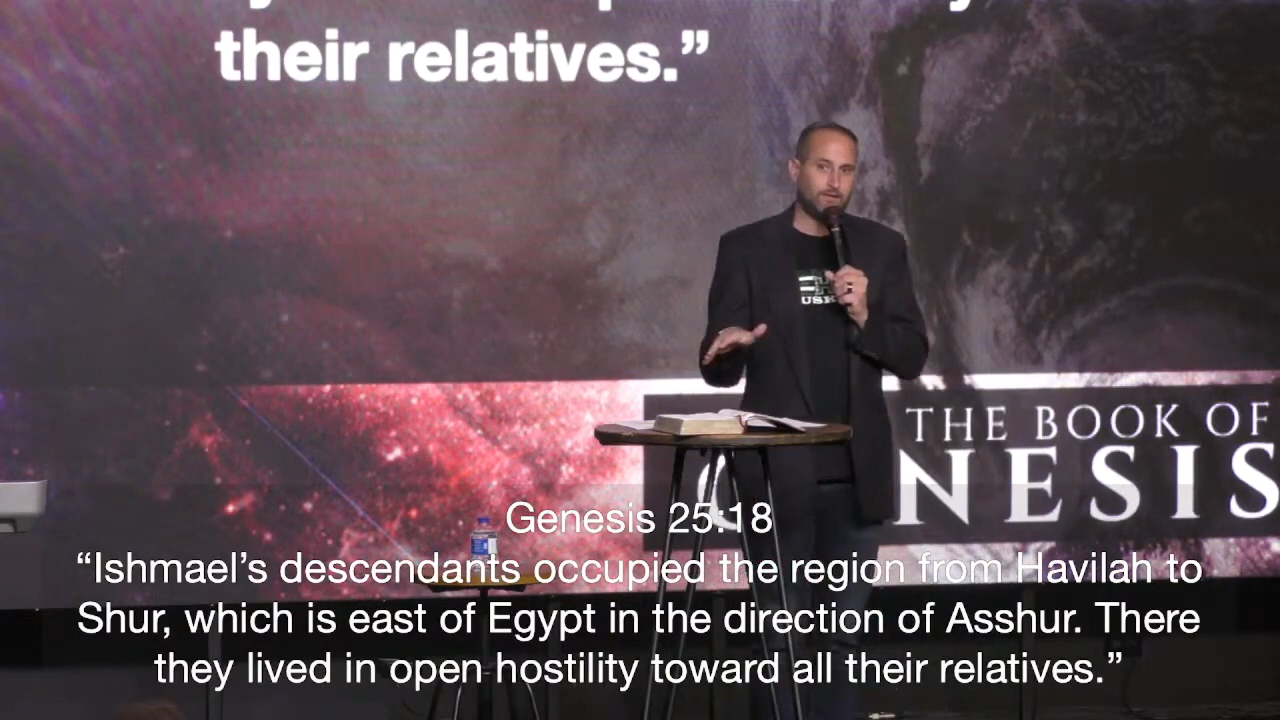 their relatives.”
USK
THE BOOK OF
NESIS
Genesis 25:18
“Ishmael’s descendants occupied the region from Havilah to
Shur, which is east of Egypt in the direction of Asshur. There
they lived in open hostility toward all their relatives.”